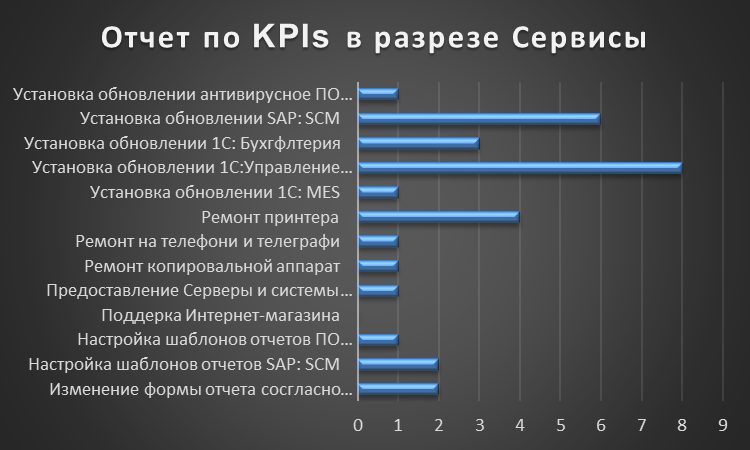 Отчет по KPIs в разрезе Сервисы
Установка обновлении антивирусное ПО...
Установка обновлении SAP: SCM
Установка обновлении 1С: Бухгфлтерия
Установка обновлении 1С:Управление...
Установка обновлении 1С: MES
Ремонт принтера
Ремонт на телефони и телеграфи
Ремонт копировальной аппарат
Предоставление Серверы и системы...
Поддерка Интернет-магазина
Настройка шаблонов отчетов ПО...
Настройка шаблонов отчетов SAP: SCM
Изменение формы отчета сосгласно...
0 1 2 3 4 5 6 7 8 9